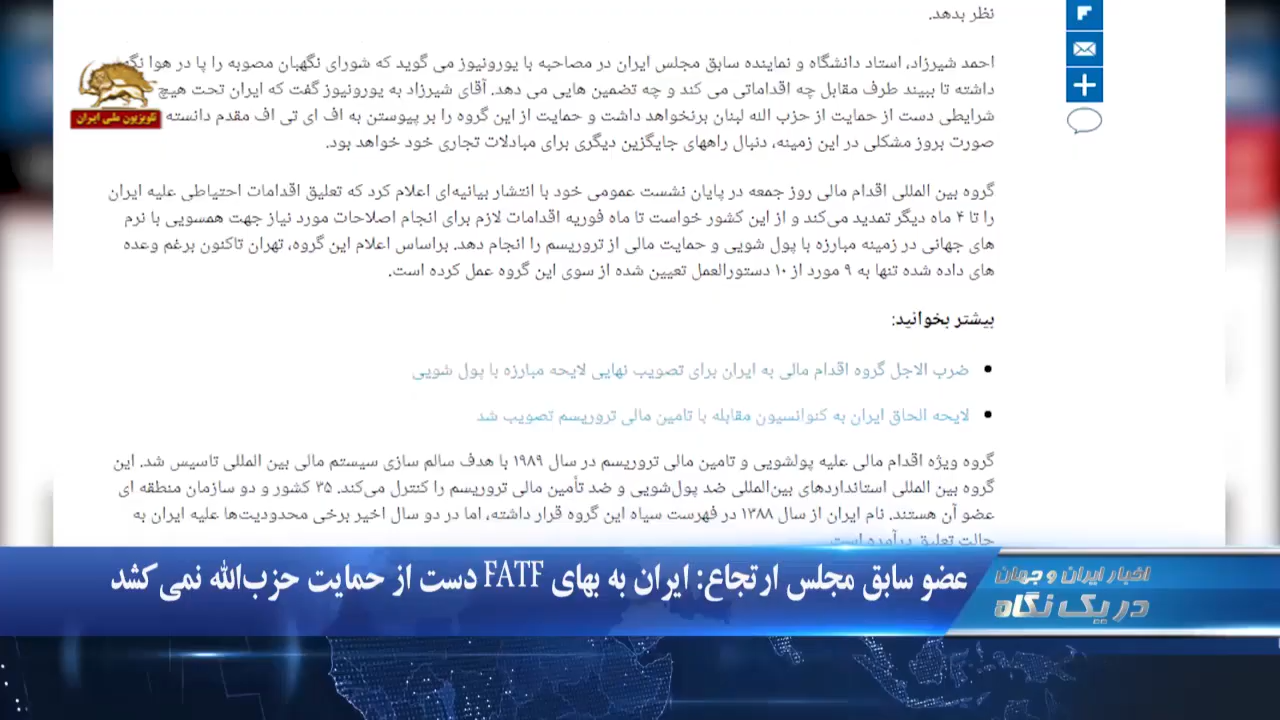 نظر بدهد.
احمد شیرزاد، استاد دانشگاه و نماینده سابق مجلس ایران در مصاحبه با یورونیوز می گوید که شورای نگهبان مصوبه را پا در هوا
داشته تا ببیند طرف مقابل چه اقداماتی می کند و چه تضمین هایی می دهد. آقای شیرزاد به یورونیوز گفت که ایران تحت هیچ
شرایطی دست از حمایت از حزب الله لبنان برنخواهد داشت و حمایت از این گروه را بر پیوستن به اف ای تی اف مقدم دانسته
صورت بروز مشکلی در این زمینه، دنبال راههای جایگزین دیگری برای مبادلات تجاری خود خواهد بود.
تلویزیون ملی ایران
گروه بین المللی اقدام مالی روز جمعه در پایان نشست عمومی خود با انتشار بیانیه‌ای اعلام کرد که تعلیق اقدامات احتیاطی علیه ایران
را تا ۴ ماه دیگر تمدید می‌کند و از این کشور خواست تا ماه فوریه اقدامات لازم برای انجام اصلاحات مورد نیاز جهت همسویی با نرم
های جهانی در زمینه مبارزه با پول شویی و حمایت مالی از تروریسم را انجام دهد. براساس اعلام این گروه، تهران تاکنون برغم وعده
های داده شده تنها به ۹ مورد از ۱۰ دستورالعمل تعیین شده از سوی این گروه عمل کرده است.
بیشتر بخوانید:
ضرب الاجل گروه اقدام مالی به ایران برای تصویب نهایی لایحه مبارزه با پول شویی
لایحه الحاق ایران به کنوانسیون مقابله با تامین مالی تروریسم تصویب شد
گروه ویژه اقدام مالی علیه پولشویی و تامین مالی تروریسم در سال ۱۹۸۹ با هدف سالم سازی سیستم مالی بین المللی تاسیس شد. این
گروه بین المللی استانداردهای بین‌المللی ضد پول‌شویی و ضد تأمین مالی تروریسم را کنترل می‌کند. ۳۵ کشور و دو سازمان منطقه ای
عضو آن هستند. نام ایران از سال ۱۳۸۸ در فهرست سیاه این گروه قرار داشته، اما در دو سال اخیر برخی محدودیت‌ها علیه ایران به
حالت تعلیق درآمده است.
اخبار ایران و جهان
در یک نگاه
عضو سابق مجلس ارتجاع: ایران به بهای FATF دست از حمایت حزب‌الله نمی کشد